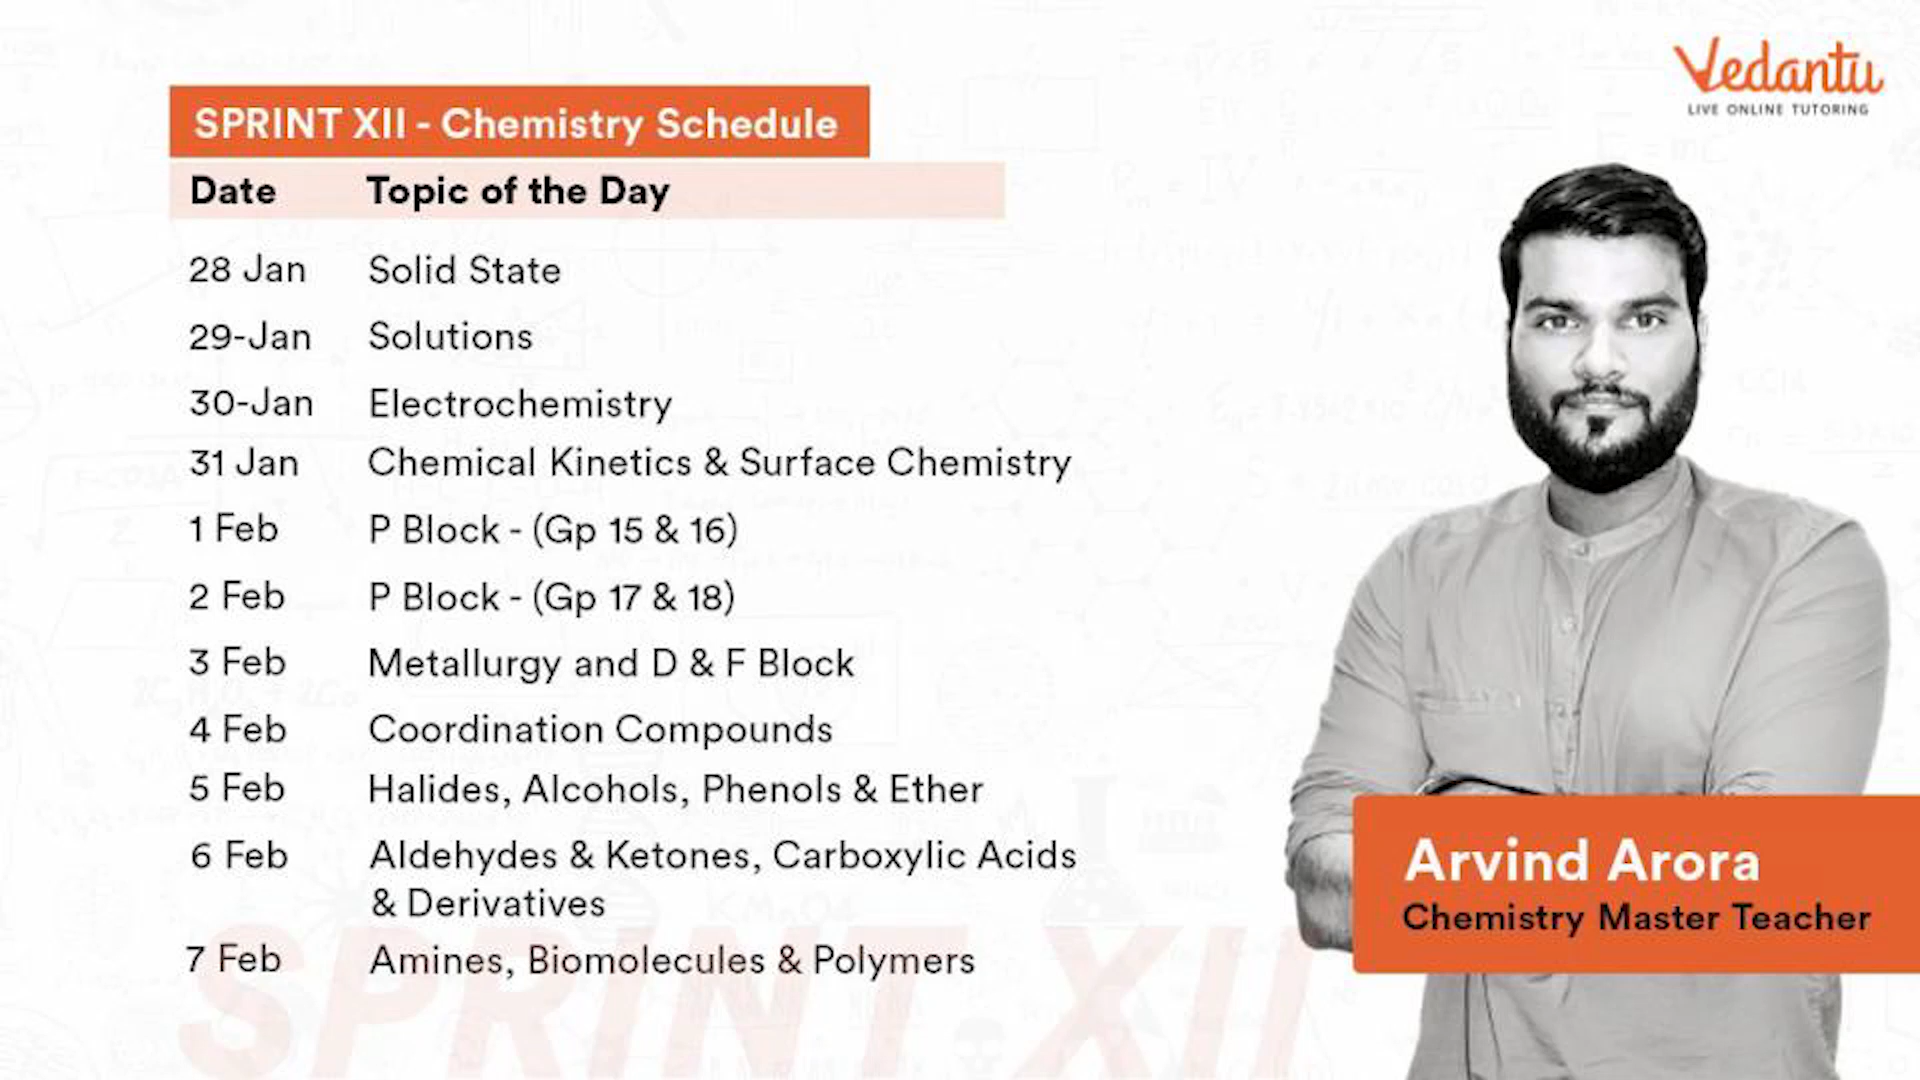 Vedantu
LIVE ONLINE TUTORING
SPRINT XII - Chemistry Schedule
Date Topic of the Day
28 Jan Solid State
29-Jan Solutions
30-Jan Electrochemistry
31 Jan Chemical Kinetics & Surface Chemistry
1 Feb P Block - (Gp 15 & 16)
2 Feb P Block - (Gp 17 & 18)
3 Feb Metallurgy and D & F Block
4 Feb Coordination Compounds
5 Feb Halides, Alcohols, Phenols & Ether
6 Feb Aldehydes & Ketones, Carboxylic Acids
& Derivatives
7 Feb Amines, Biomolecules & Polymers
Arvind Arora
Chemistry Master Teacher
SPRINT XII
KMnO4